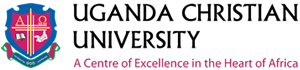 A Ω
UGANDA CHRISTIAN
UNIVERSITY
A Centre of Excellence in the Heart of Africa